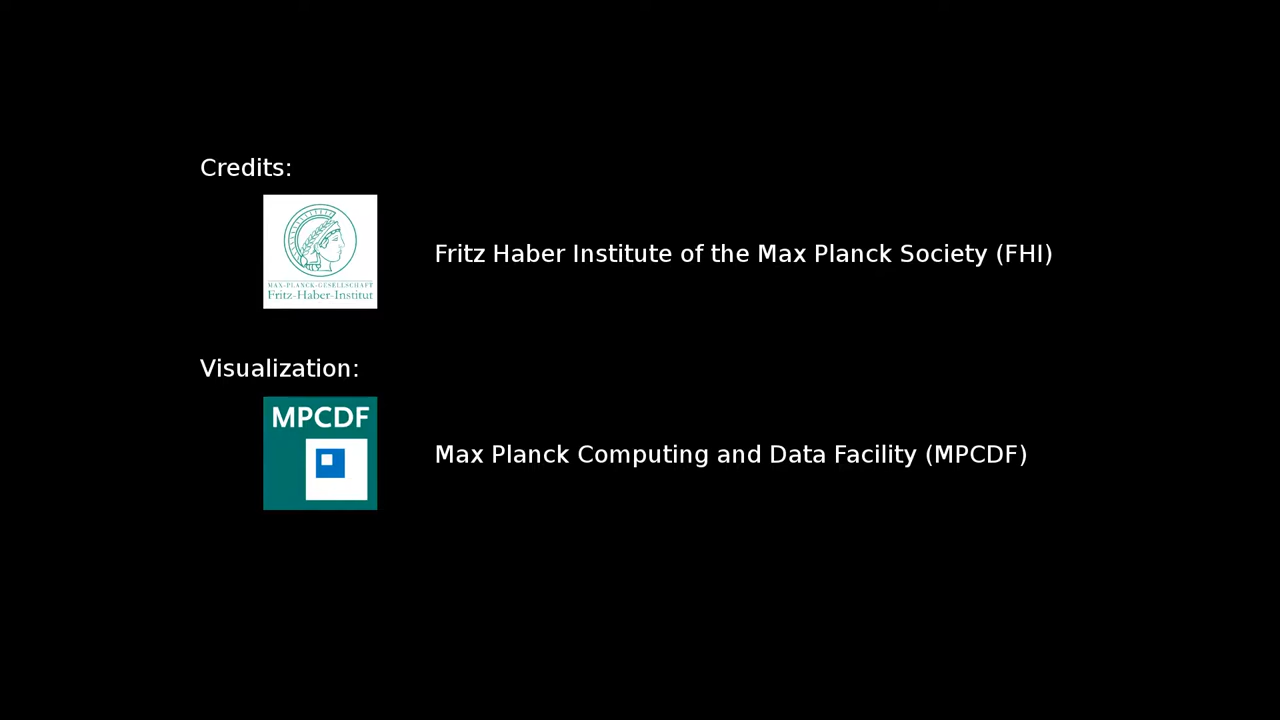 Credits:
MAX-PLANCK-GESELLSCHAFT
Fritz-Haber-Institut
Fritz Haber Institute of the Max Planck Society (FHI)
Visualization:
MPCDF
Max Planck Computing and Data Facility (MPCDF)